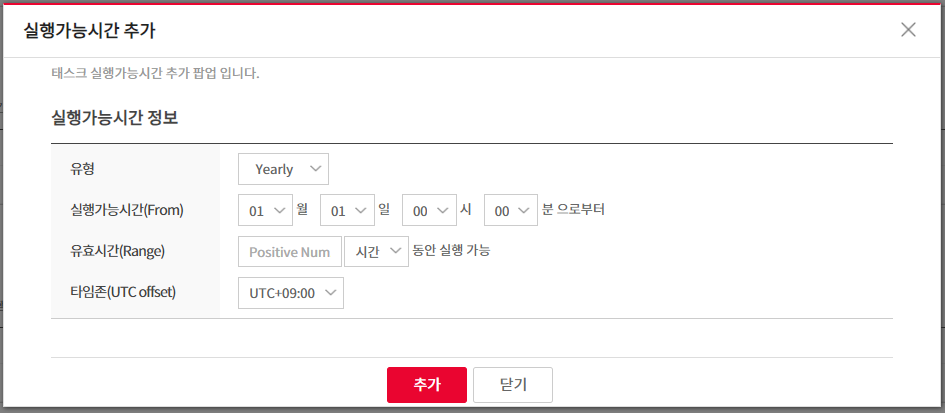 실행가능시간 추가
태스크 실행가능시간 추가 팝업 입니다.
실행가능시간 정보
유형 Yearly
실행가능시간(From) 01 월 01 일 00 시 00 분 으로부터
유효시간(Range) Positive Num 시간 동안 실행 가능
타임존(UTC offset) UTC+09:00
추가 닫기